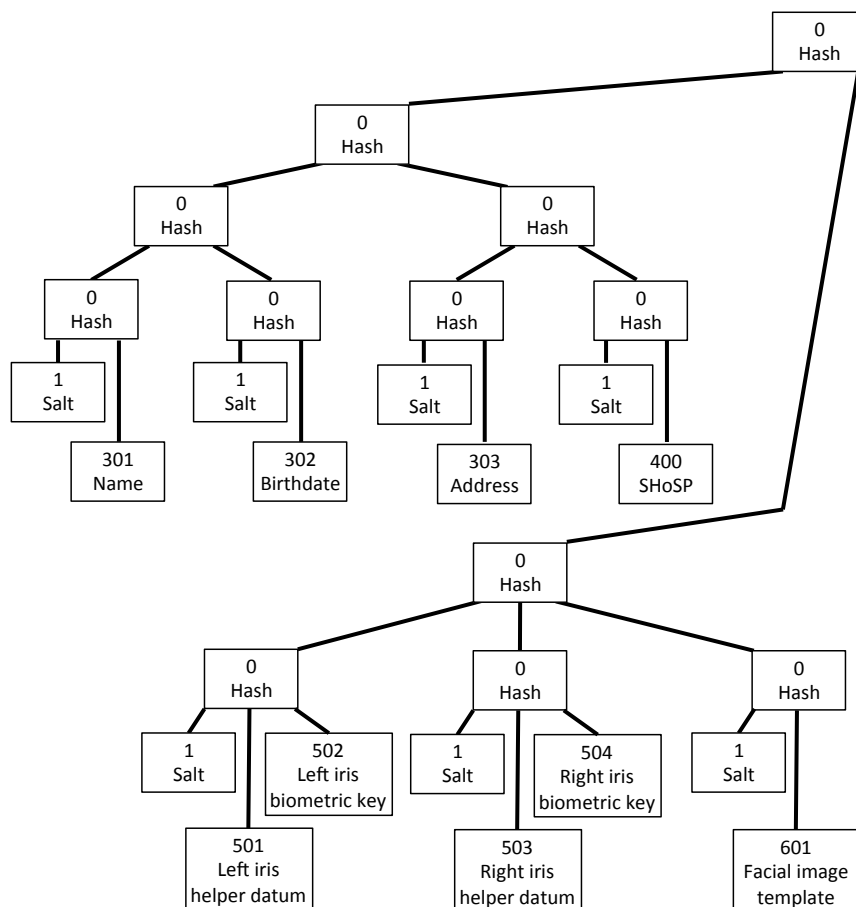 0
Hash
0
Hash
0
Hash
0
Hash
0
Hash
0
Hash
0
Hash
0
Hash
1
Salt
1
Salt
1
Salt
1
Salt
301
Name
302
Birthdate
303
Address
400
SHoSP
0
Hash
0
Hash
0
Hash
0
Hash
1
Salt
502
Left iris
biometric key
1
Salt
504
Right iris
biometric key
1
Salt
501
Left iris
helper datum
503
Right iris
helper datum
601
Facial image
template